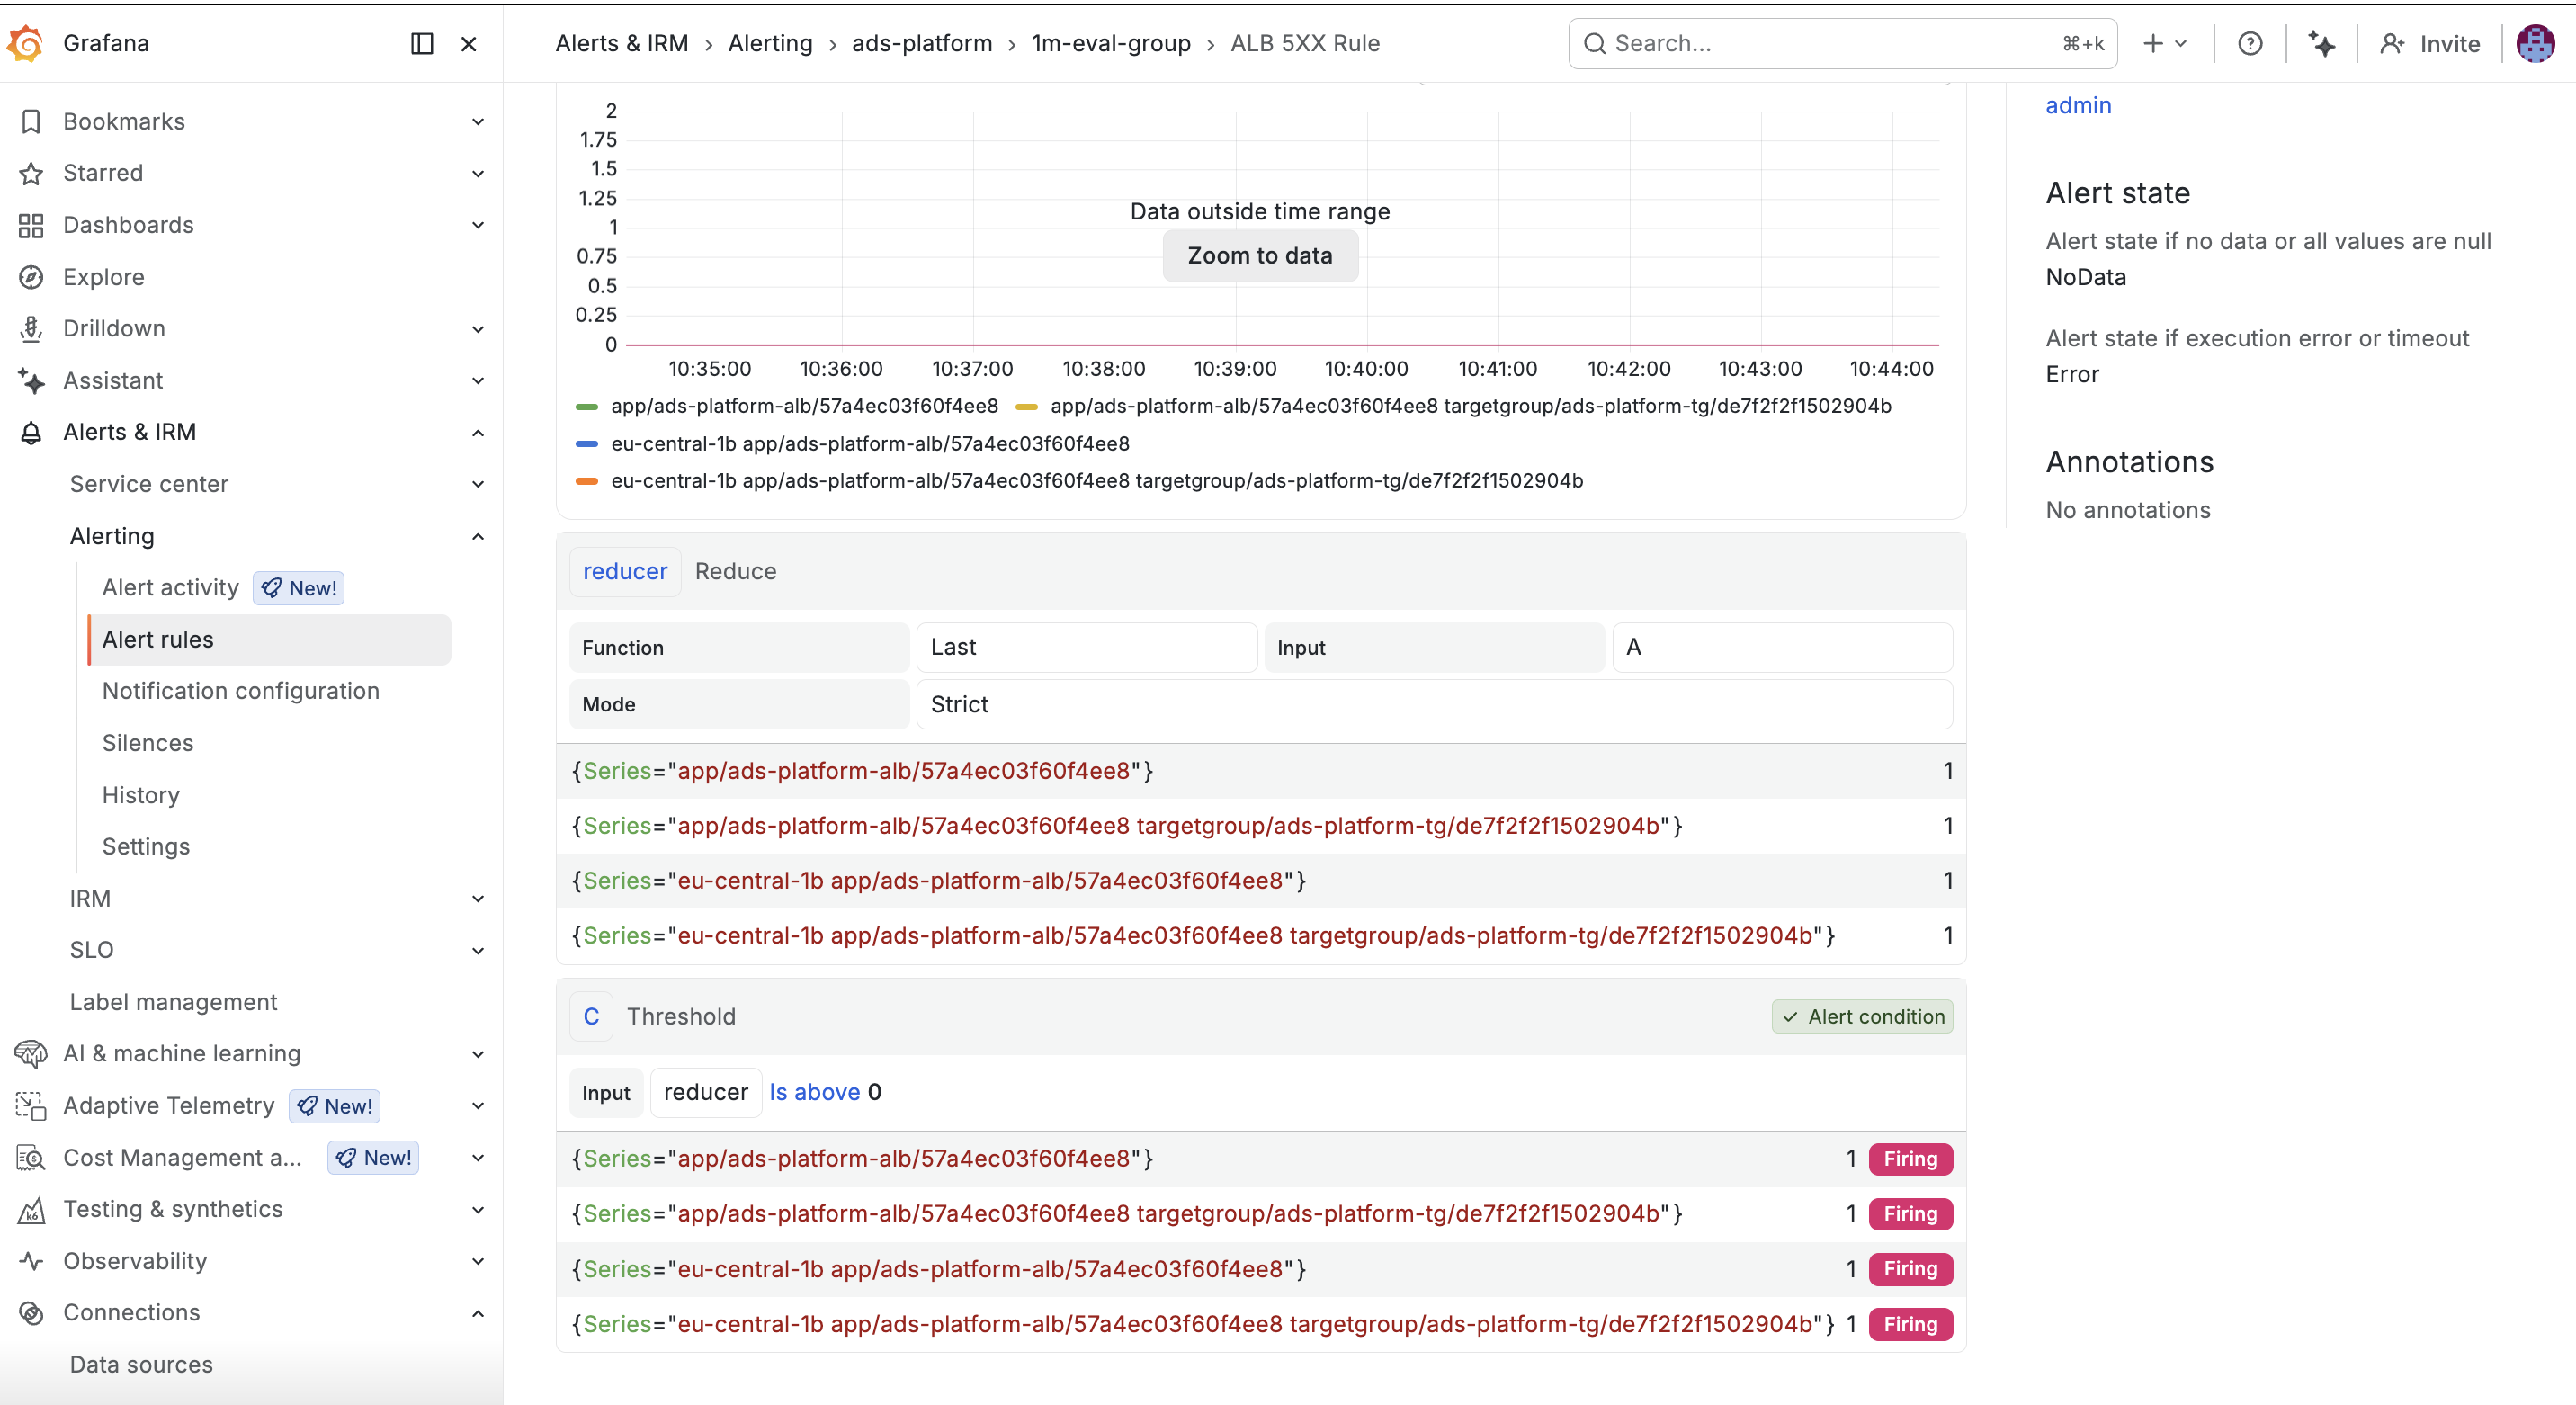 Grafana
Alerts & IRM › Alerting › ads-platform › 1m-eval-group › ALB 5XX Rule
Search...
⌘+k
Invite
Bookmarks
Starred
Dashboards
Explore
Drilldown
Assistant
Alerts & IRM
Service center
Alerting
Alert activity New!
Alert rules
Notification configuration
Silences
History
Settings
IRM
SLO
Label management
AI & machine learning
Adaptive Telemetry New!
Cost Management a... New!
Testing & synthetics
Observability
Connections
Data sources
2
1.75
1.5
1.25
1
0.75
0.5
0.25
0
Data outside time range
Zoom to data
10:35:00 10:36:00 10:37:00 10:38:00 10:39:00 10:40:00 10:41:00 10:42:00 10:43:00 10:44:00
app/ads-platform-alb/57a4ec03f60f4ee8 app/ads-platform-alb/57a4ec03f60f4ee8 targetgroup/ads-platform-tg/de7f2f2f1502904b
eu-central-1b app/ads-platform-alb/57a4ec03f60f4ee8
eu-central-1b app/ads-platform-alb/57a4ec03f60f4ee8 targetgroup/ads-platform-tg/de7f2f2f1502904b
reducer Reduce
Function Last Input A
Mode Strict
{Series="app/ads-platform-alb/57a4ec03f60f4ee8"} 1
{Series="app/ads-platform-alb/57a4ec03f60f4ee8 targetgroup/ads-platform-tg/de7f2f2f1502904b"} 1
{Series="eu-central-1b app/ads-platform-alb/57a4ec03f60f4ee8"} 1
{Series="eu-central-1b app/ads-platform-alb/57a4ec03f60f4ee8 targetgroup/ads-platform-tg/de7f2f2f1502904b"} 1
C Threshold Alert condition
Input reducer Is above 0
{Series="app/ads-platform-alb/57a4ec03f60f4ee8"} 1 Firing
{Series="app/ads-platform-alb/57a4ec03f60f4ee8 targetgroup/ads-platform-tg/de7f2f2f1502904b"} 1 Firing
{Series="eu-central-1b app/ads-platform-alb/57a4ec03f60f4ee8"} 1 Firing
{Series="eu-central-1b app/ads-platform-alb/57a4ec03f60f4ee8 targetgroup/ads-platform-tg/de7f2f2f1502904b"} 1 Firing
admin
Alert state
Alert state if no data or all values are null
NoData
Alert state if execution error or timeout
Error
Annotations
No annotations